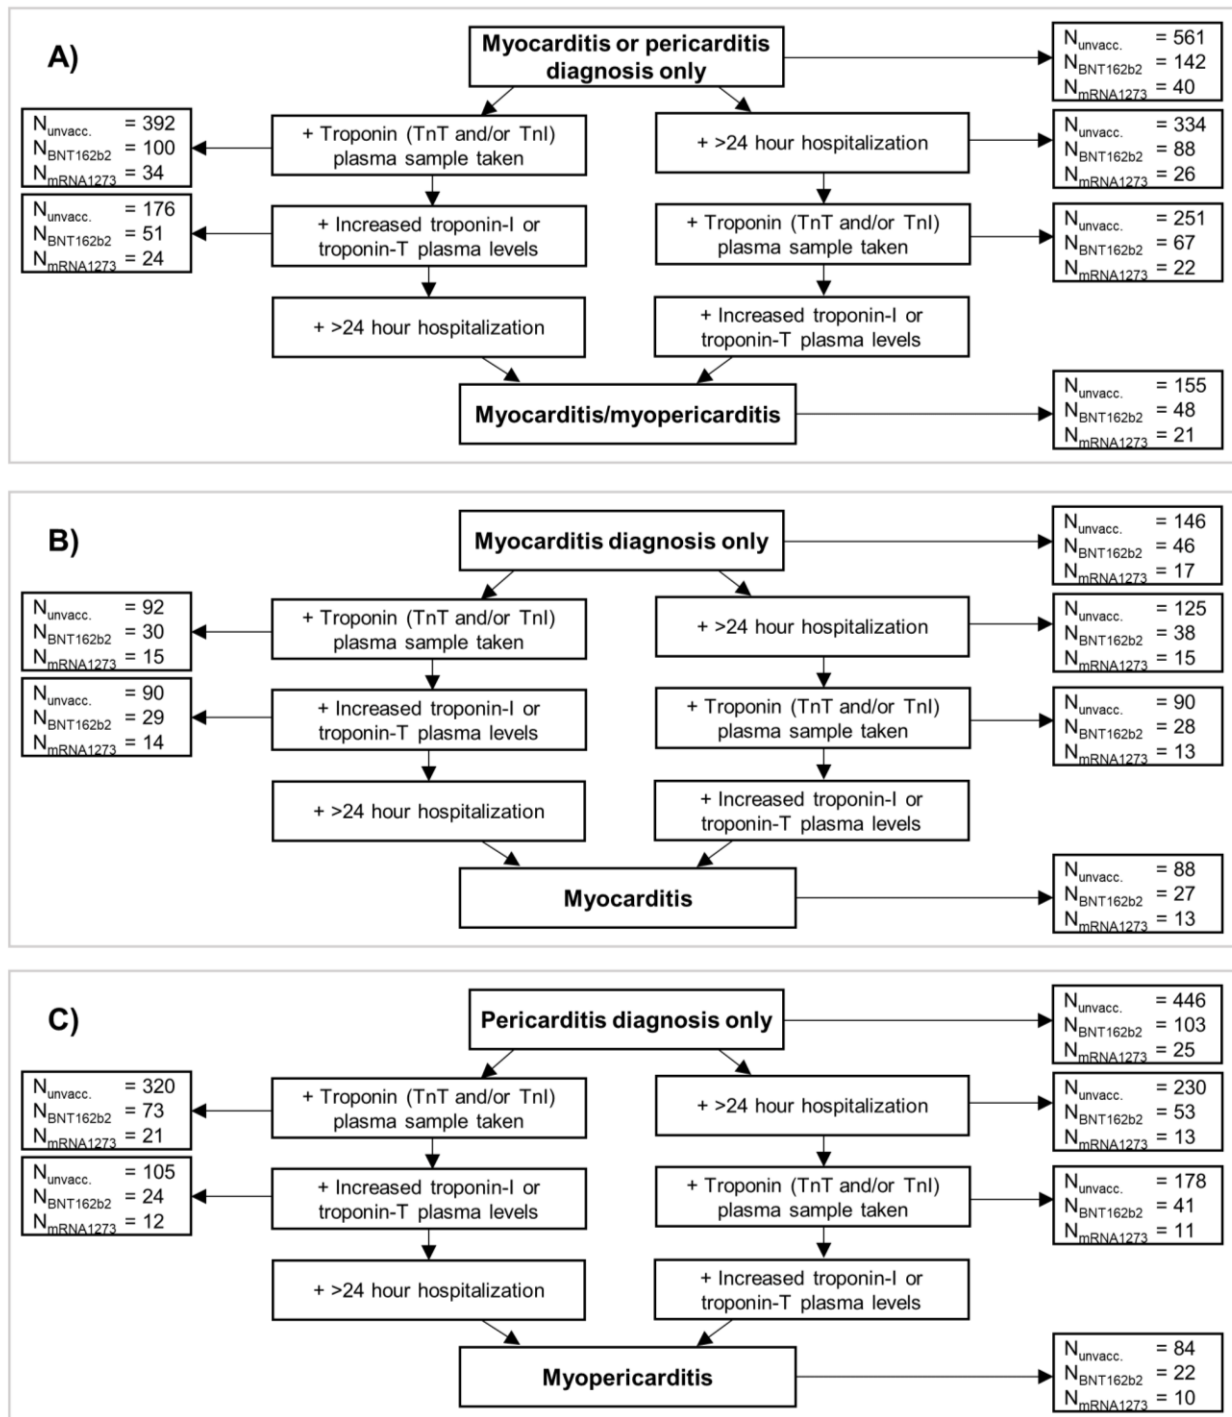 A)
Myocarditis or pericarditis
diagnosis only
Nunvacc. = 561
NBNT162b2 = 142
NmRNA1273 = 40
Nunvacc. = 392
NBNT162b2 = 100
NmRNA1273 = 34
+ Troponin (TnT and/or TnI)
plasma sample taken
+ >24 hour hospitalization
Nunvacc. = 334
NBNT162b2 = 88
NmRNA1273 = 26
Nunvacc. = 176
NBNT162b2 = 51
NmRNA1273 = 24
+ Increased troponin-I or
troponin-T plasma levels
+ Troponin (TnT and/or TnI)
plasma sample taken
Nunvacc. = 251
NBNT162b2 = 67
NmRNA1273 = 22
+ >24 hour hospitalization
+ Increased troponin-I or
troponin-T plasma levels
Myocarditis/myopericarditis
Nunvacc. = 155
NBNT162b2 = 48
NmRNA1273 = 21
B)
Myocarditis diagnosis only
Nunvacc. = 146
NBNT162b2 = 46
NmRNA1273 = 17
Nunvacc. = 92
NBNT162b2 = 30
NmRNA1273 = 15
+ Troponin (TnT and/or TnI)
plasma sample taken
+ >24 hour hospitalization
Nunvacc. = 125
NBNT162b2 = 38
NmRNA1273 = 15
Nunvacc. = 90
NBNT162b2 = 29
NmRNA1273 = 14
+ Increased troponin-I or
troponin-T plasma levels
+ Troponin (TnT and/or TnI)
plasma sample taken
Nunvacc. = 90
NBNT162b2 = 28
NmRNA1273 = 13
+ >24 hour hospitalization
+ Increased troponin-I or
troponin-T plasma levels
Myocarditis
Nunvacc. = 88
NBNT162b2 = 27
NmRNA1273 = 13
C)
Pericarditis diagnosis only
Nunvacc. = 446
NBNT162b2 = 103
NmRNA1273 = 25
Nunvacc. = 320
NBNT162b2 = 73
NmRNA1273 = 21
+ Troponin (TnT and/or TnI)
plasma sample taken
+ >24 hour hospitalization
Nunvacc. = 230
NBNT162b2 = 53
NmRNA1273 = 13
Nunvacc. = 105
NBNT162b2 = 24
NmRNA1273 = 12
+ Increased troponin-I or
troponin-T plasma levels
+ Troponin (TnT and/or TnI)
plasma sample taken
Nunvacc. = 178
NBNT162b2 = 41
NmRNA1273 = 11
+ >24 hour hospitalization
+ Increased troponin-I or
troponin-T plasma levels
Myopericarditis
Nunvacc. = 84
NBNT162b2 = 22
NmRNA1273 = 10